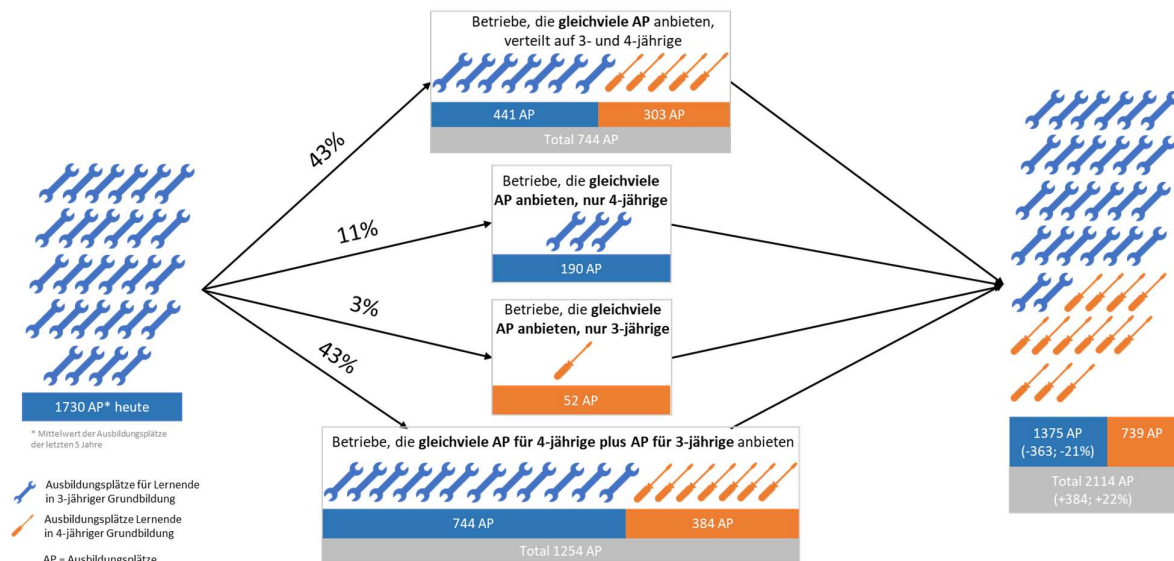 Betriebe, die gleichviele AP anbieten,
verteilt auf 3- und 4-jährige
441 AP
303 AP
Total 744 AP
43%
Betriebe, die gleichviele
AP anbieten, nur 4-jährige
190 AP
11%
Betriebe, die gleichviele
AP anbieten, nur 3-jährige
52 AP
3%
43%
Betriebe, die gleichviele AP für 4-jährige plus AP für 3-jährige anbieten
744 AP
384 AP
Total 1254 AP
1730 AP* heute
* Mittelwert der Ausbildungsplätze
der letzten 5 Jahre
Ausbildungsplätze für Lernende
in 3-jähriger Grundbildung
Ausbildungsplätze Lernende
in 4-jähriger Grundbildung
AP = Ausbildungsplätze
1375 AP
(-363; -21%)
739 AP
Total 2114 AP
(+384; +22%)